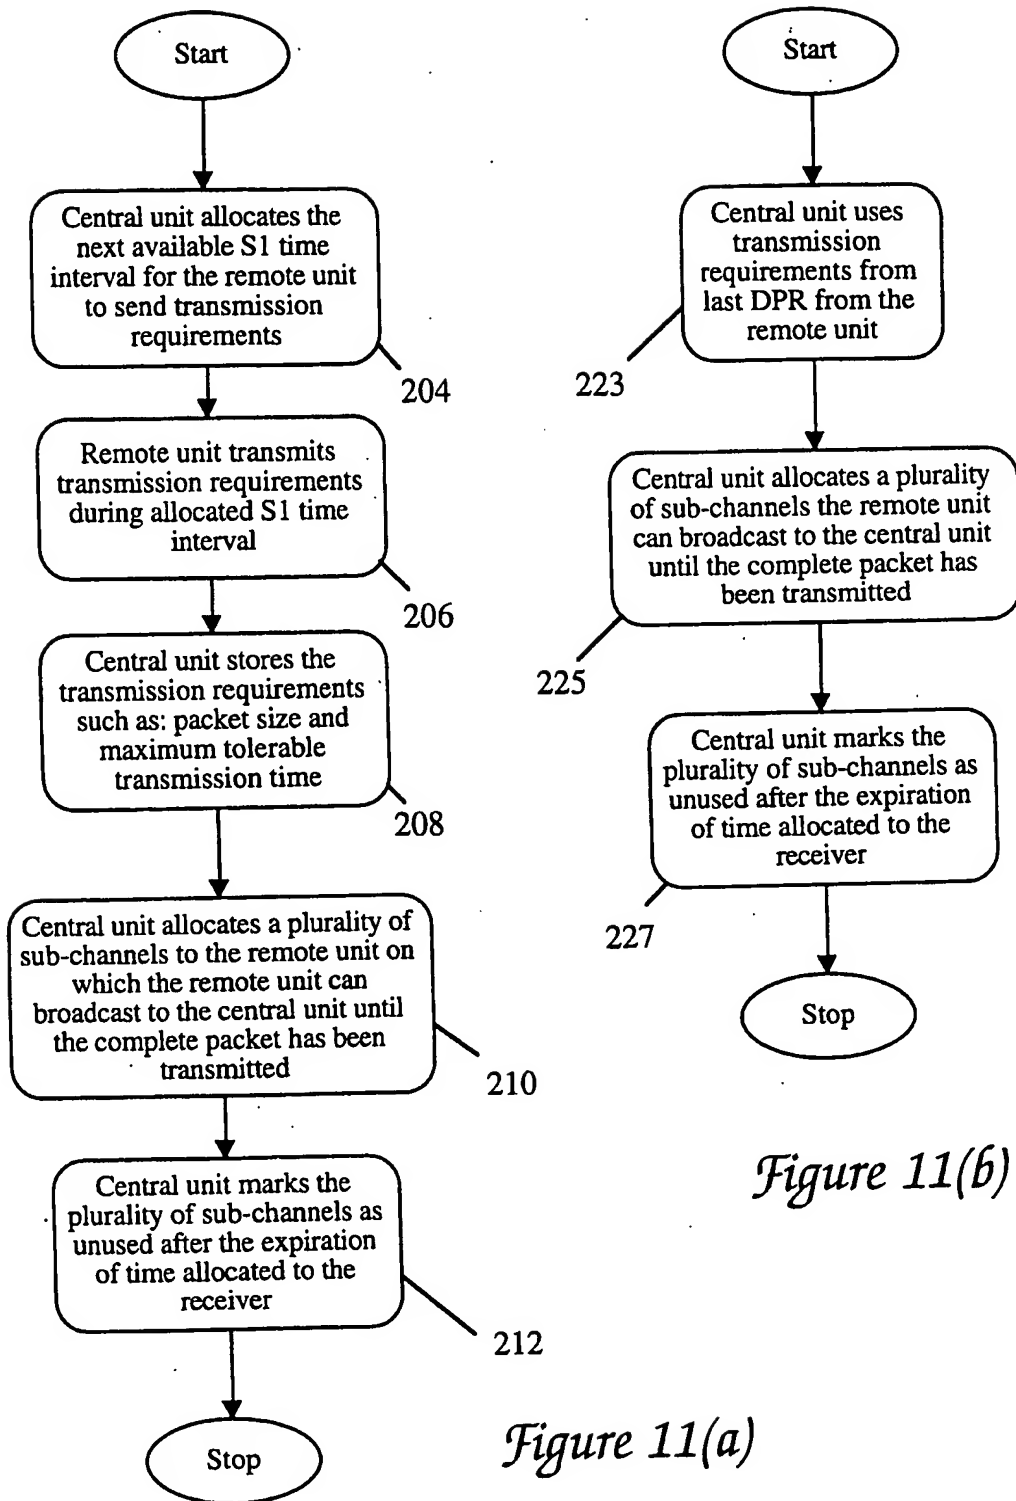 Start
Central unit allocates the
next available S1 time
interval for the remote unit
to send transmission
requirements
204
Remote unit transmits
transmission requirements
during allocated S1 time
interval
206
Central unit stores the
transmission requirements
such as: packet size and
maximum tolerable
transmission time
208
Central unit allocates a plurality of
sub-channels to the remote unit on
which the remote unit can
broadcast to the central unit until
the complete packet has been
transmitted
210
Central unit marks the
plurality of sub-channels as
unused after the expiration
of time allocated to the
receiver
212
Stop
Figure 11(a)
Start
Central unit uses
transmission
requirements from
last DPR from the
remote unit
223
Central unit allocates a plurality
of sub-channels the remote unit
can broadcast to the central unit
until the complete packet has
been transmitted
225
Central unit marks the
plurality of sub-channels as
unused after the expiration
of time allocated to the
receiver
227
Stop
Figure 11(b)